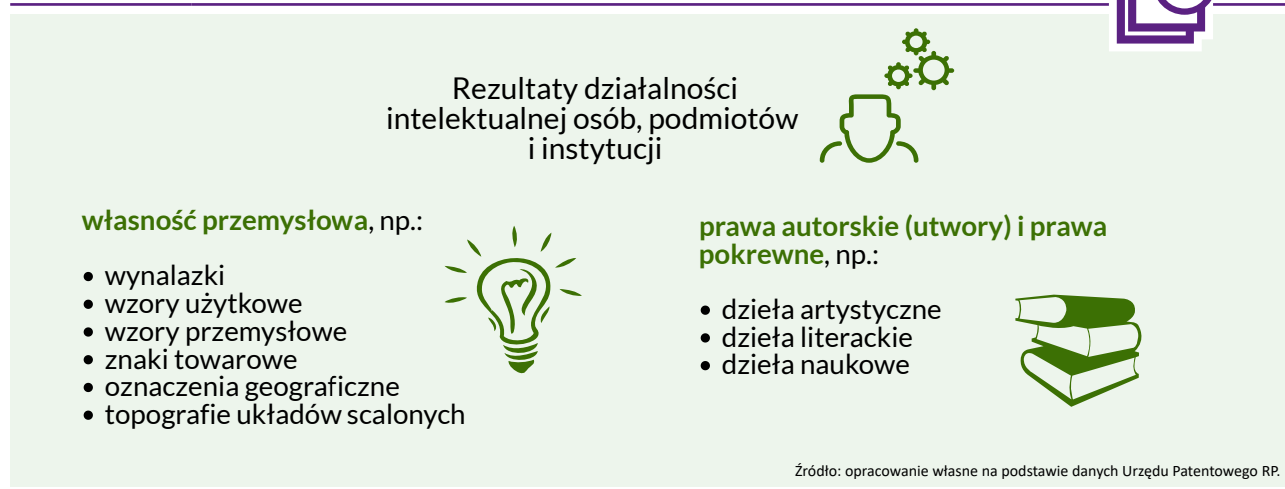 Rezultaty działalności
intelektualnej osób, podmiotów
i instytucji
własność przemysłowa, np.:
• wynalazki
• wzory użytkowe
• wzory przemysłowe
• znaki towarowe
• oznaczenia geograficzne
• topografie układów scalonych
prawa autorskie (utwory) i prawa
pokrewne, np.:
• dzieła artystyczne
• dzieła literackie
• dzieła naukowe
Źródło: opracowanie własne na podstawie danych Urzędu Patentowego RP.